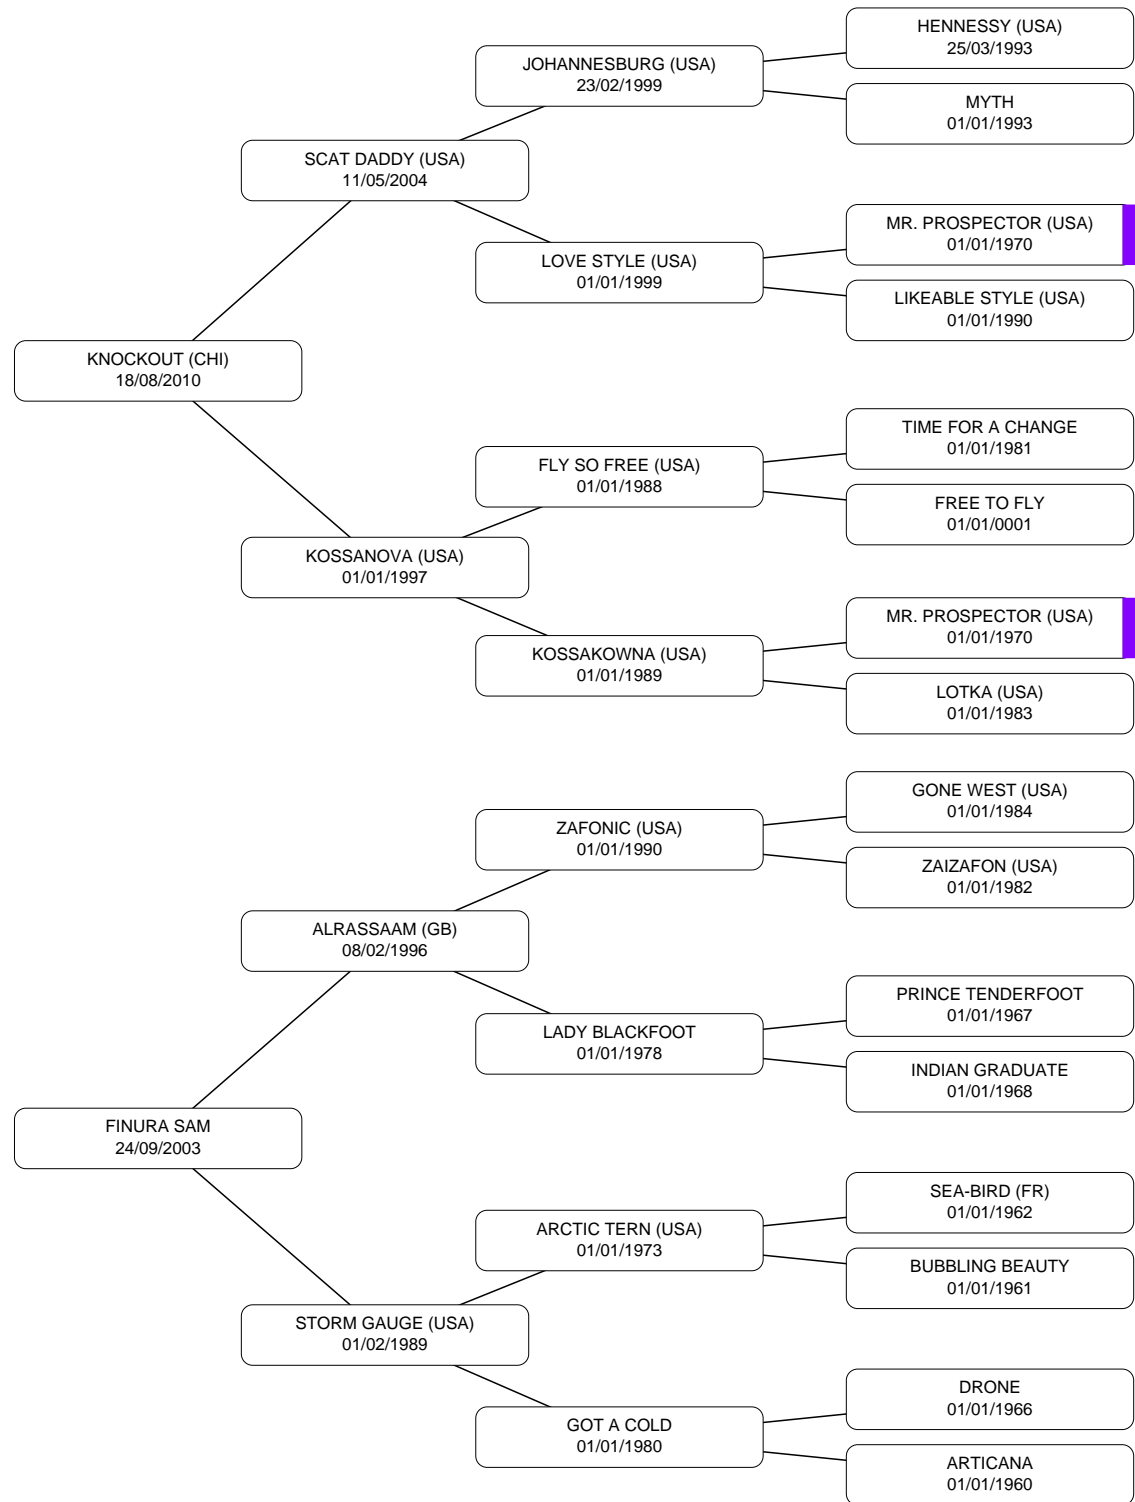 HENNESSY (USA)
25/03/1993
JOHANNESBURG (USA)
23/02/1999
MYTH
01/01/1993
SCAT DADDY (USA)
11/05/2004
MR. PROSPECTOR (USA)
01/01/1970
LOVE STYLE (USA)
01/01/1999
LIKEABLE STYLE (USA)
01/01/1990
KNOCKOUT (CHI)
18/08/2010
TIME FOR A CHANGE
01/01/1981
FLY SO FREE (USA)
01/01/1988
FREE TO FLY
01/01/0001
KOSSANOVA (USA)
01/01/1997
MR. PROSPECTOR (USA)
01/01/1970
KOSSAKOWNA (USA)
01/01/1989
LOTKA (USA)
01/01/1983
GONE WEST (USA)
01/01/1984
ZAFONIC (USA)
01/01/1990
ZAIZAFON (USA)
01/01/1982
ALRASSAAM (GB)
08/02/1996
PRINCE TENDERFOOT
01/01/1967
LADY BLACKFOOT
01/01/1978
INDIAN GRADUATE
01/01/1968
FINURA SAM
24/09/2003
SEA-BIRD (FR)
01/01/1962
ARCTIC TERN (USA)
01/01/1973
BUBBLING BEAUTY
01/01/1961
STORM GAUGE (USA)
01/02/1989
DRONE
01/01/1966
GOT A COLD
01/01/1980
ARTICANA
01/01/1960